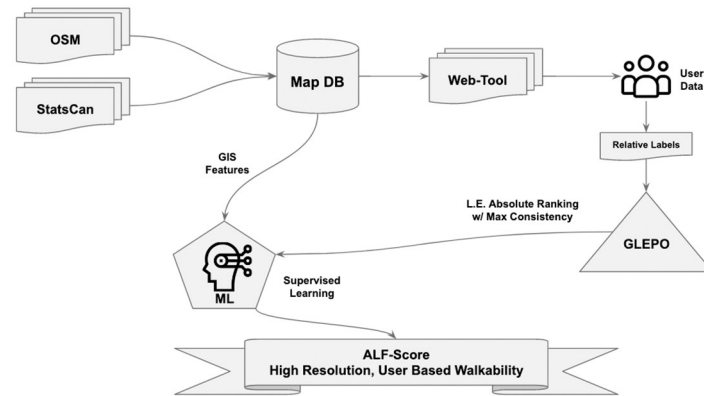 OSM
StatsCan
Map DB
Web-Tool
User
Data
Relative Labels
GIS
Features
L.E. Absolute Ranking
w/ Max Consistency
GLEPO
ML
Supervised
Learning
ALF-Score
High Resolution, User Based Walkability